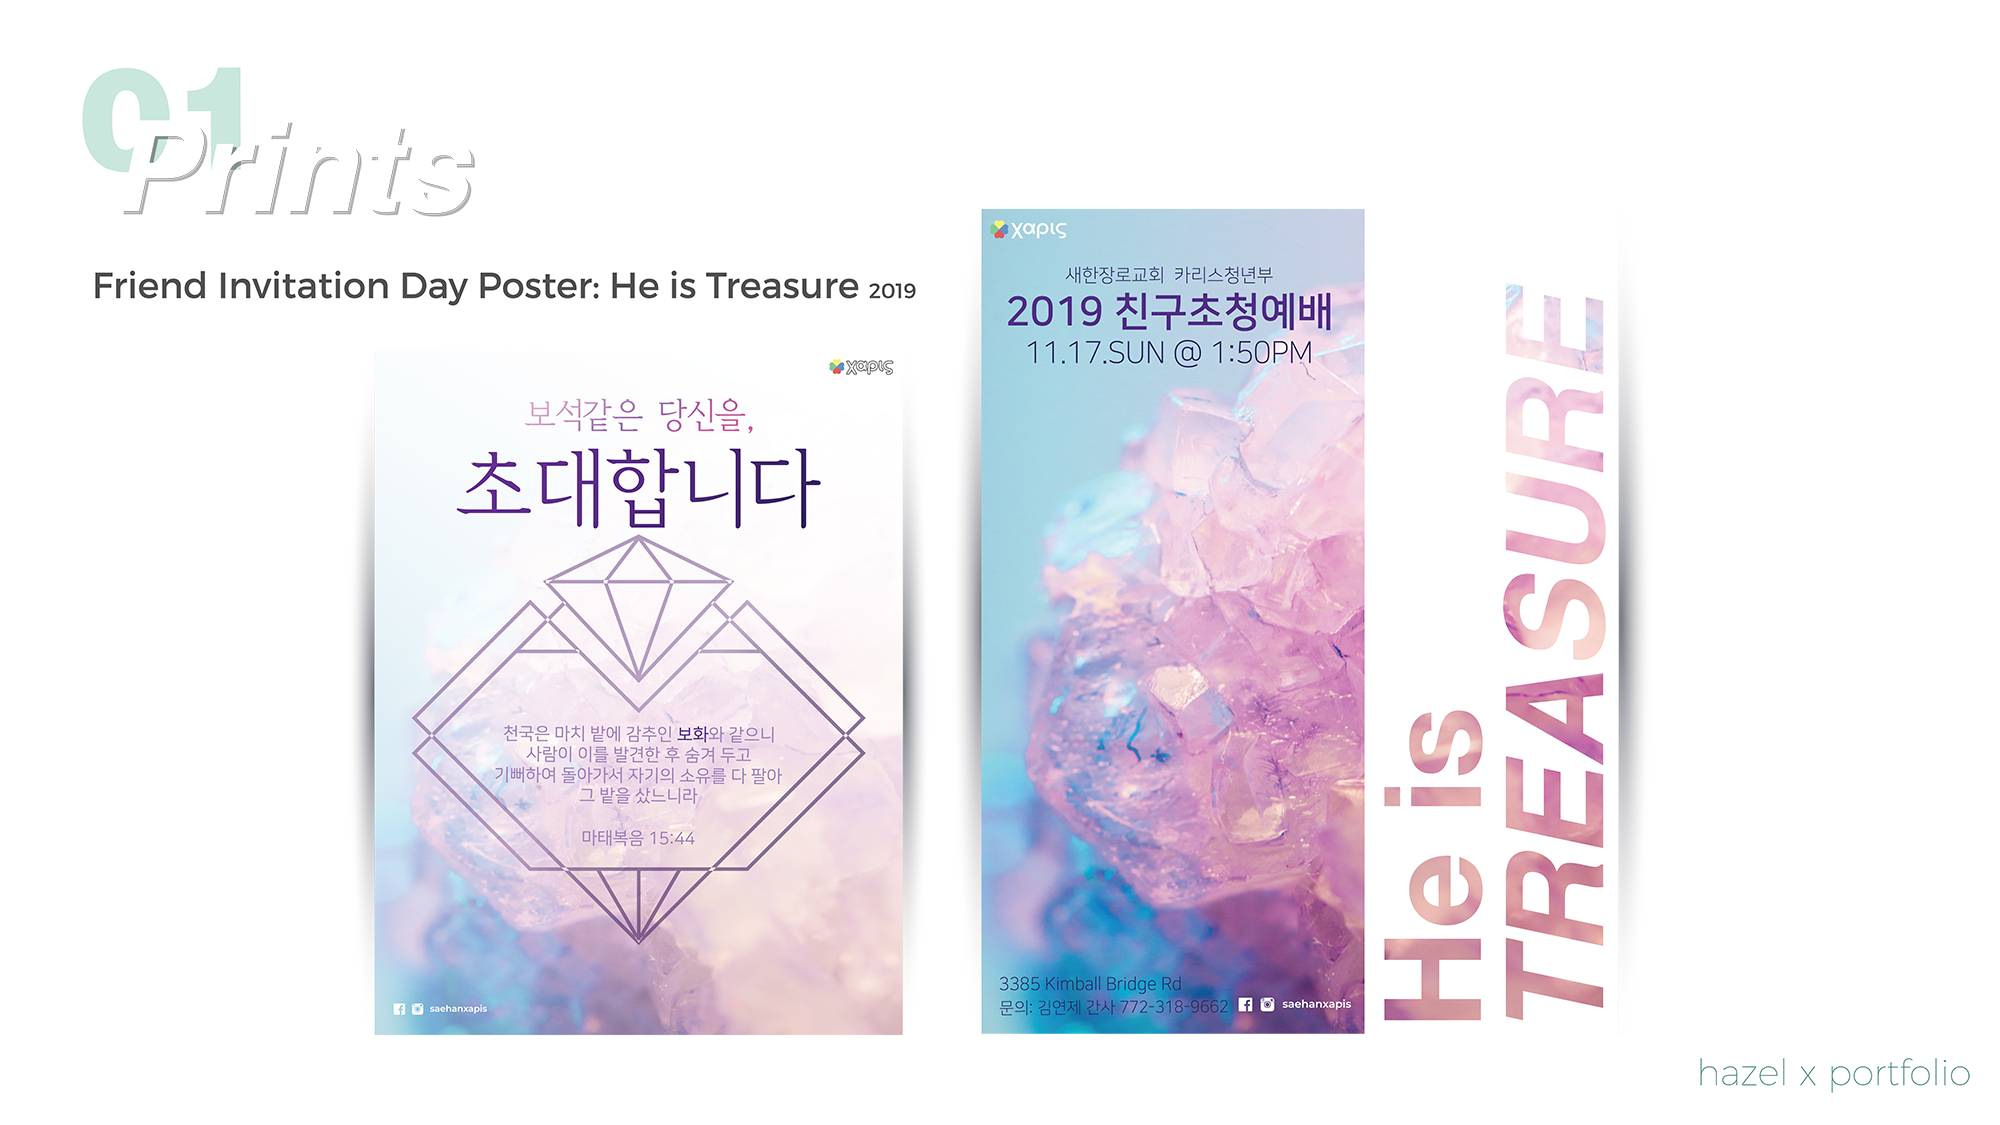 01
Prints
Friend Invitation Day Poster: He is Treasure 2019
χαρις
보석같은 당신을,
초대합니다
천국은 마치 밭에 감추인 보화와 같으니
사람이 이를 발견한 후 숨겨 두고
기뻐하여 돌아가서 자기의 소유를 다 팔아
그 밭을 샀느니라
마태복음 15:44
saehanxapis
χαρις
새한장로교회 카리스청년부
2019 친구초청예배
11.17.SUN @ 1:50PM
3385 Kimball Bridge Rd
문의: 김연제 간사 772-318-9662
saehanxapis
He is
TREASURE
hazel x portfolio